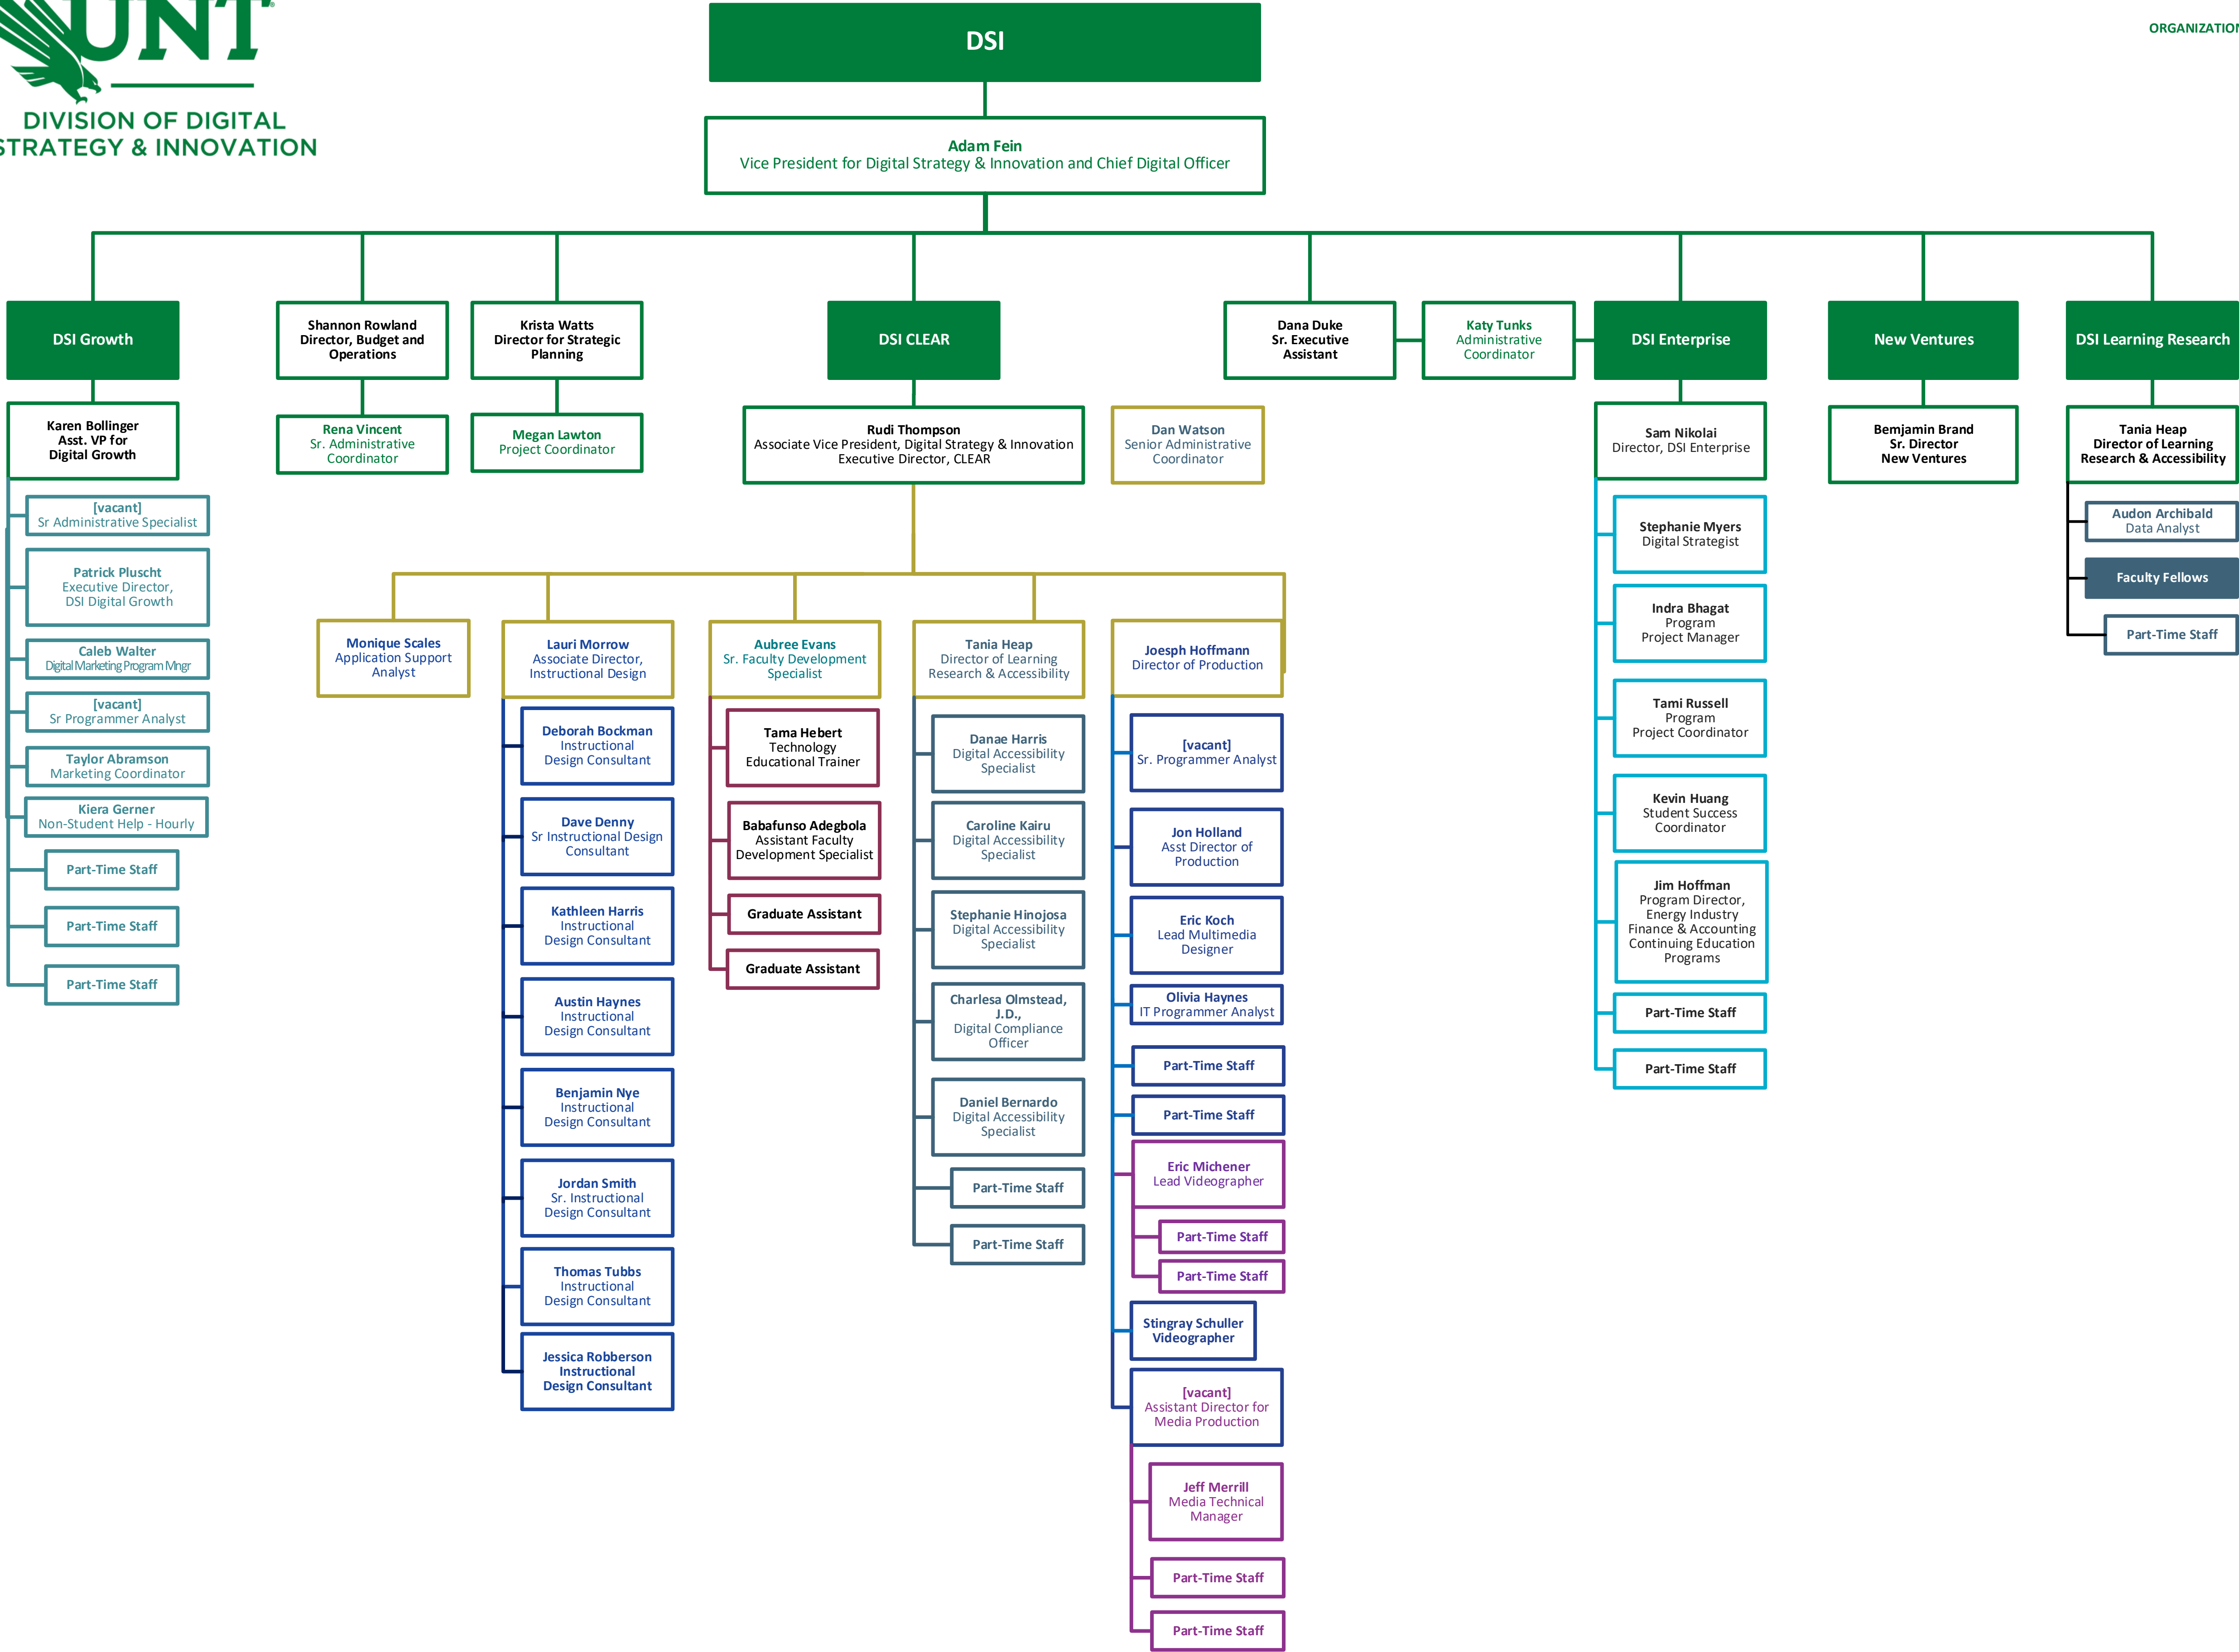 UNT
DIVISION OF DIGITAL
STRATEGY & INNOVATION
DSI
ORGANIZATION
Adam Fein
Vice President for Digital Strategy & Innovation and Chief Digital Officer
DSI Growth
Shannon Rowland
Director, Budget and
Operations
Krista Watts
Director for Strategic
Planning
DSI CLEAR
Dana Duke
Sr. Executive
Assistant
Katy Tunks
Administrative
Coordinator
DSI Enterprise
New Ventures
DSI Learning Research
Karen Bollinger
Asst. VP for
Digital Growth
Rena Vincent
Sr. Administrative
Coordinator
Megan Lawton
Project Coordinator
Rudi Thompson
Associate Vice President, Digital Strategy & Innovation
Executive Director, CLEAR
Dan Watson
Senior Administrative
Coordinator
Sam Nikolai
Director, DSI Enterprise
Bemjamin Brand
Sr. Director
New Ventures
Tania Heap
Director of Learning
Research & Accessibility
[vacant]
Sr Administrative Specialist
Patrick Pluscht
Executive Director,
DSI Digital Growth
Caleb Walter
Digital Marketing Program Mngr
[vacant]
Sr Programmer Analyst
Taylor Abramson
Marketing Coordinator
Kiera Gerner
Non-Student Help - Hourly
Part-Time Staff
Part-Time Staff
Part-Time Staff
Monique Scales
Application Support
Analyst
Lauri Morrow
Associate Director,
Instructional Design
Deborah Bockman
Instructional
Design Consultant
Dave Denny
Sr Instructional Design
Consultant
Kathleen Harris
Instructional
Design Consultant
Austin Haynes
Instructional
Design Consultant
Benjamin Nye
Instructional
Design Consultant
Jordan Smith
Sr. Instructional
Design Consultant
Thomas Tubbs
Instructional
Design Consultant
Jessica Robberson
Instructional
Design Consultant
Aubree Evans
Sr. Faculty Development
Specialist
Tama Hebert
Technology
Educational Trainer
Babafunso Adegbola
Assistant Faculty
Development Specialist
Graduate Assistant
Graduate Assistant
Tania Heap
Director of Learning
Research & Accessibility
Danae Harris
Digital Accessibility
Specialist
Caroline Kairu
Digital Accessibility
Specialist
Stephanie Hinojosa
Digital Accessibility
Specialist
Charlesa Olmstead,
J.D.,
Digital Compliance
Officer
Daniel Bernardo
Digital Accessibility
Specialist
Part-Time Staff
Part-Time Staff
Joesph Hoffmann
Director of Production
[vacant]
Sr. Programmer Analyst
Jon Holland
Asst Director of
Production
Eric Koch
Lead Multimedia
Designer
Olivia Haynes
IT Programmer Analyst
Part-Time Staff
Part-Time Staff
Eric Michener
Lead Videographer
Part-Time Staff
Part-Time Staff
Stingray Schuller
Videographer
[vacant]
Assistant Director for
Media Production
Jeff Merrill
Media Technical
Manager
Part-Time Staff
Part-Time Staff
Stephanie Myers
Digital Strategist
Indra Bhagat
Program
Project Manager
Tami Russell
Program
Project Coordinator
Kevin Huang
Student Success
Coordinator
Jim Hoffman
Program Director,
Energy Industry
Finance & Accounting
Continuing Education
Programs
Part-Time Staff
Part-Time Staff
Audon Archibald
Data Analyst
Faculty Fellows
Part-Time Staff